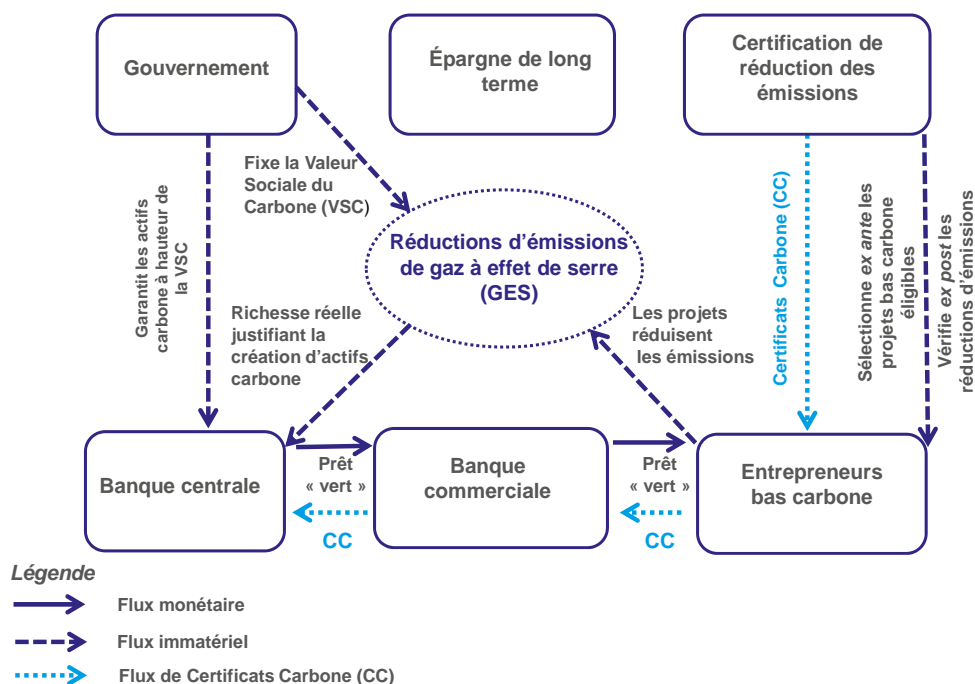 Gouvernement
Épargne de long
terme
Certification de
réduction des
émissions
Fixe la Valeur
Sociale du
Carbone (VSC)
Garantit les actifs
carbone à hauteur de
la VSC
Réductions d’émissions
de gaz à effet de serre
(GES)
Certificats Carbone (CC)
Sélectionne ex ante les
projets bas carbone
éligibles
Vérifie ex post les
réductions d’émissions
Richesse réelle
justifiant la
création d’actifs
carbone
Les projets
réduisent
les émissions
Banque centrale
Prêt
« vert »
CC
Banque
commerciale
Prêt
« vert »
CC
Entrepreneurs
bas carbone
Légende
Flux monétaire
Flux immatériel
Flux de Certificats Carbone (CC)